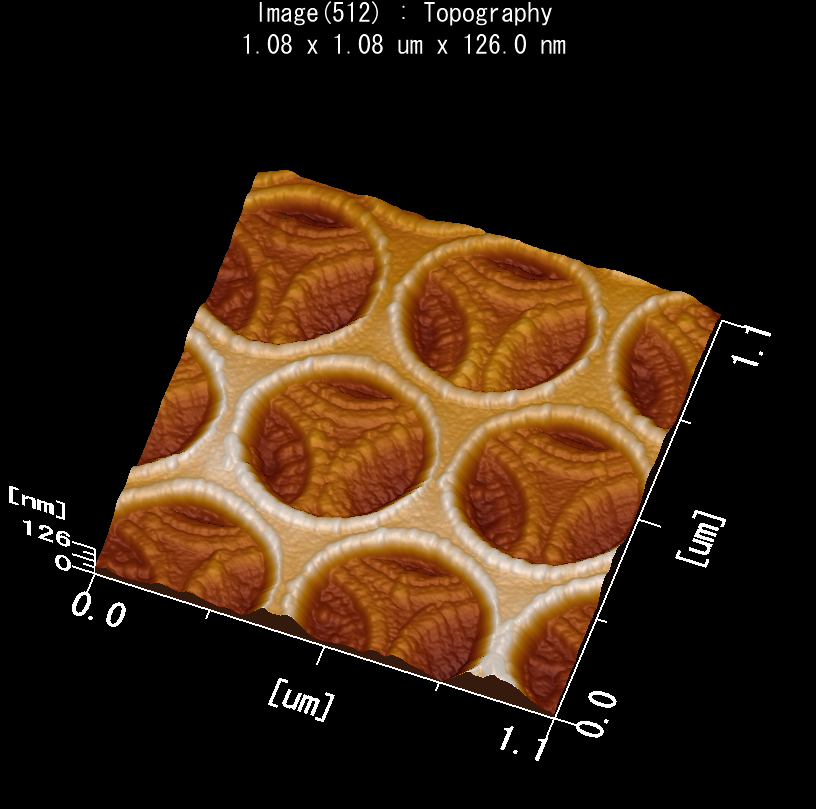 Image(512) : Topography
1.08 x 1.08 um x 126.0 nm
1.1
[nm]
126
0
[um]
0.0
[um]
0.0
1.1